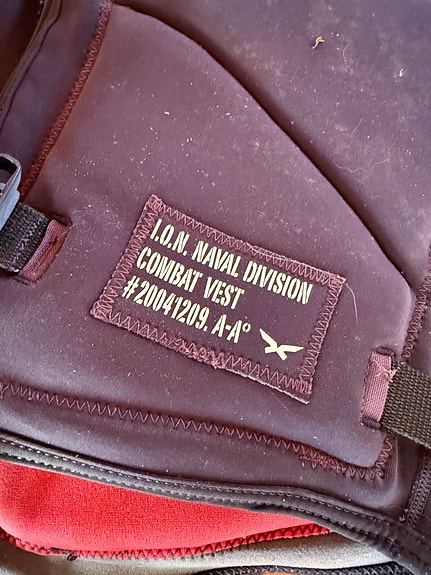 I.O.N. NAVAL DIVISION
COMBAT VEST
#20041209. A-A°